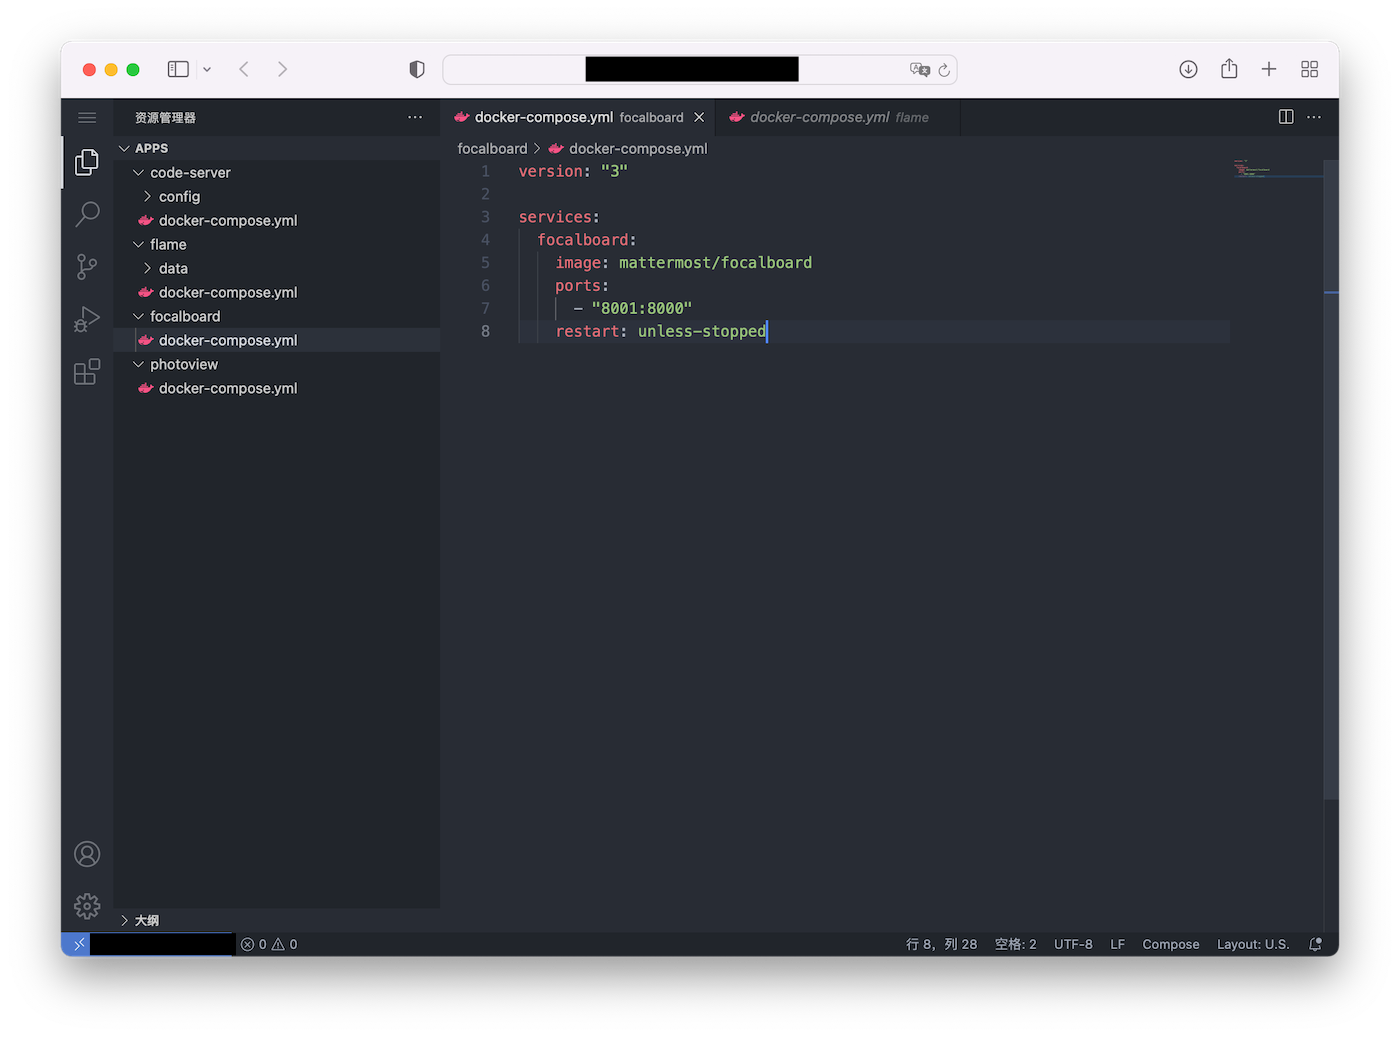 资源管理器
APPS
code-server
config
docker-compose.yml
flame
data
docker-compose.yml
focalboard
docker-compose.yml
photoview
docker-compose.yml
大纲
docker-compose.yml focalboard
docker-compose.yml flame
focalboard > docker-compose.yml
1 version: "3"
2
3 services:
4 focalboard:
5 image: mattermost/focalboard
6 ports:
7 - "8001:8000"
8 restart: unless-stopped
0 0
行 8，列 28 空格: 2 UTF-8 LF Compose Layout: U.S.